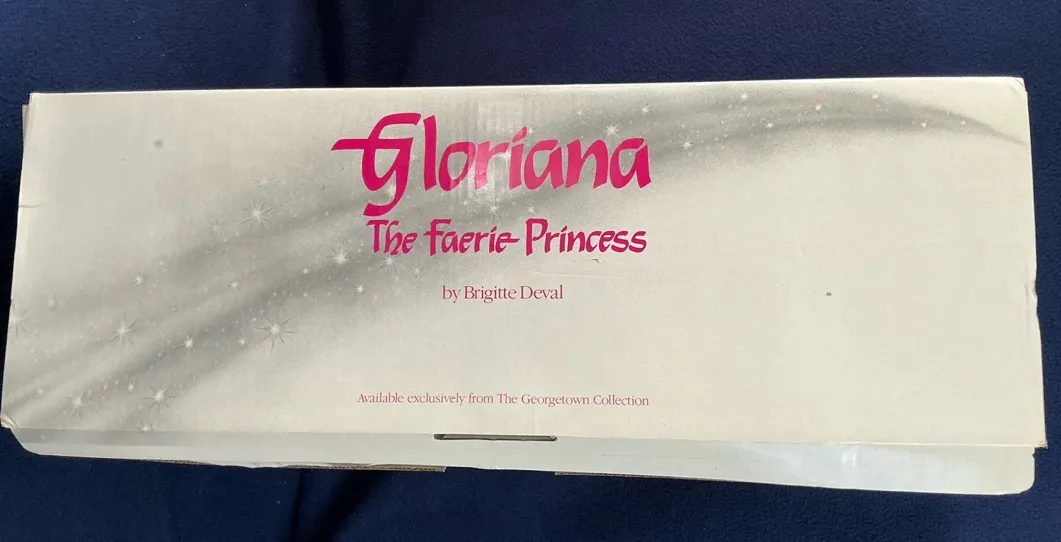 Gloriana
The Faerie Princess
by Brigitte Deval
Available exclusively from The Georgetown Collection